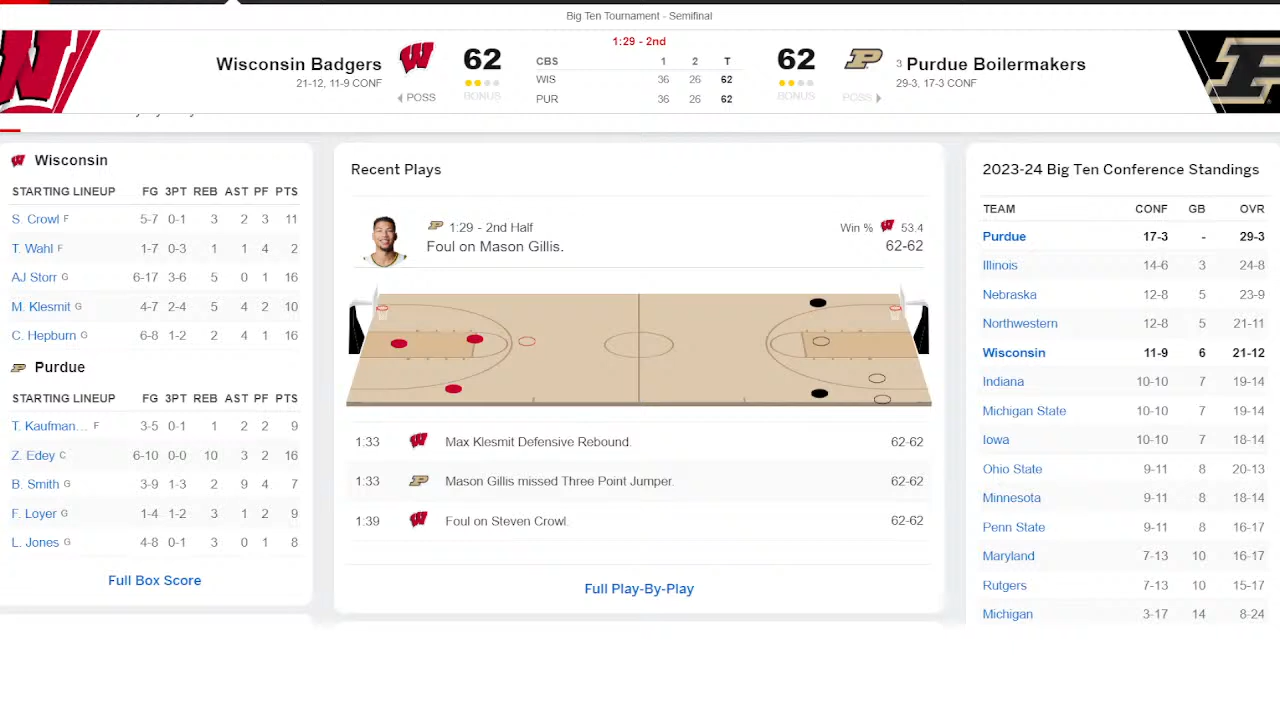 Big Ten Tournament - Semifinal
Wisconsin Badgers
21-12, 11-9 CONF
POSS
62
BONUS
1:29 - 2nd
CBS 1 2 T
WIS 36 26 62
PUR 36 26 62
62
BONUS
3 Purdue Boilermakers
29-3, 17-3 CONF
POSS
Wisconsin
STARTING LINEUP FG 3PT REB AST PF PTS
S. Crowl F 5-7 0-1 3 2 3 11
T. Wahl F 1-7 0-3 1 1 4 2
AJ Storr G 6-17 3-6 5 0 1 16
M. Klesmit G 4-7 2-4 5 4 2 10
C. Hepburn G 6-8 1-2 2 4 1 16
Purdue
STARTING LINEUP FG 3PT REB AST PF PTS
T. Kaufman... F 3-5 0-1 1 2 2 9
Z. Edey C 6-10 0-0 10 3 2 16
B. Smith G 3-9 1-3 2 9 4 7
F. Loyer G 1-4 1-2 3 1 2 9
L. Jones G 4-8 0-1 3 0 1 8
Full Box Score
Recent Plays
1:29 - 2nd Half
Foul on Mason Gillis.
Win % 53.4
62-62
1:33 Max Klesmit Defensive Rebound. 62-62
1:33 Mason Gillis missed Three Point Jumper. 62-62
1:39 Foul on Steven Crowl. 62-62
Full Play-By-Play
2023-24 Big Ten Conference Standings
TEAM CONF GB OVR
Purdue 17-3 - 29-3
Illinois 14-6 3 24-8
Nebraska 12-8 5 23-9
Northwestern 12-8 5 21-11
Wisconsin 11-9 6 21-12
Indiana 10-10 7 19-14
Michigan State 10-10 7 19-14
Iowa 10-10 7 18-14
Ohio State 9-11 8 20-13
Minnesota 9-11 8 18-14
Penn State 9-11 8 16-17
Maryland 7-13 10 16-17
Rutgers 7-13 10 15-17
Michigan 3-17 14 8-24